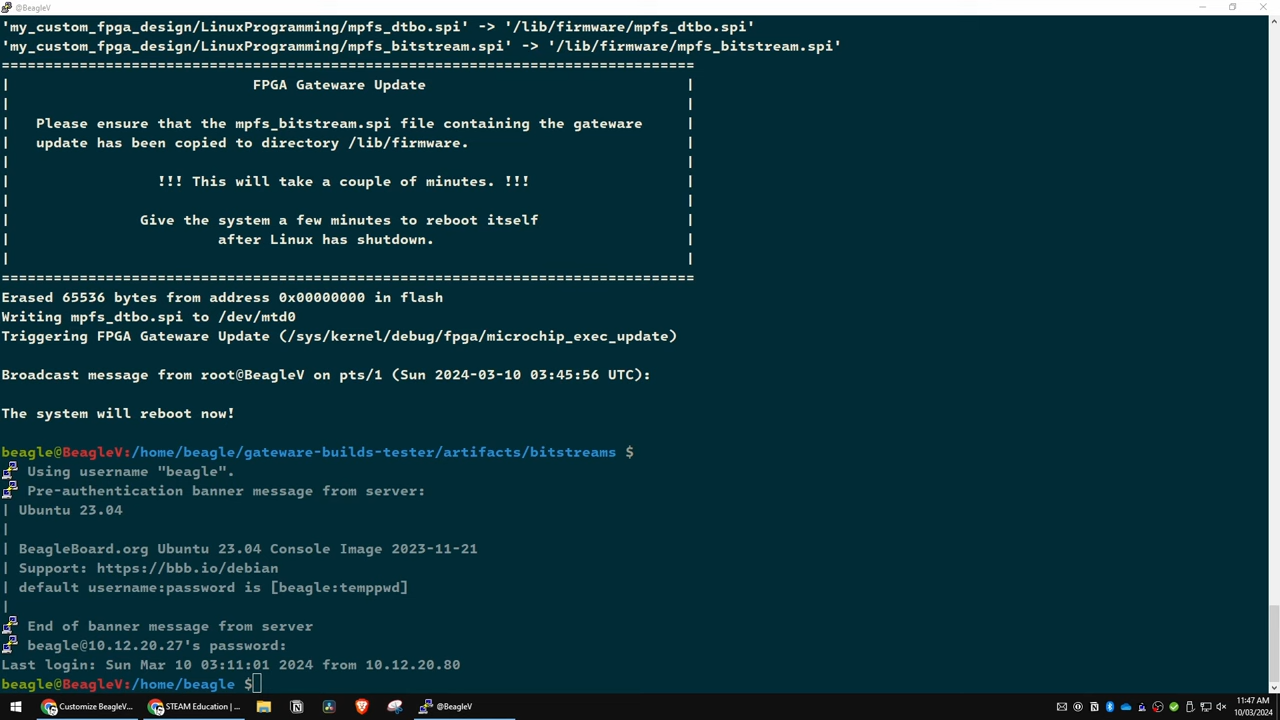 @BeagleV
'my_custom_fpga_design/LinuxProgramming/mpfs_dtbo.spi' -> '/lib/firmware/mpfs_dtbo.spi'
'my_custom_fpga_design/LinuxProgramming/mpfs_bitstream.spi' -> '/lib/firmware/mpfs_bitstream.spi'
================================================================================
|                            FPGA Gateware Update                              |
|                                                                              |
|   Please ensure that the mpfs_bitstream.spi file containing the gateware     |
|   update has been copied to directory /lib/firmware.                         |
|                                                                              |
|                 !!! This will take a couple of minutes. !!!                  |
|                                                                              |
|               Give the system a few minutes to reboot itself                 |
|                        after Linux has shutdown.                             |
|                                                                              |
================================================================================
Erased 65536 bytes from address 0x00000000 in flash
Writing mpfs_dtbo.spi to /dev/mtd0
Triggering FPGA Gateware Update (/sys/kernel/debug/fpga/microchip_exec_update)
Broadcast message from root@BeagleV on pts/1 (Sun 2024-03-10 03:45:56 UTC):
The system will reboot now!
beagle@BeagleV:/home/beagle/gateware-builds-tester/artifacts/bitstreams $
Using username "beagle".
Pre-authentication banner message from server:
| Ubuntu 23.04
|
| BeagleBoard.org Ubuntu 23.04 Console Image 2023-11-21
| Support: https://bbb.io/debian
| default username:password is [beagle:temppwd]
|
End of banner message from server
beagle@10.12.20.27's password:
Last login: Sun Mar 10 03:11:01 2024 from 10.12.20.80
beagle@BeagleV:/home/beagle $
Customize BeagleV... STEAM Education | ... @BeagleV 11:47 AM
10/03/2024